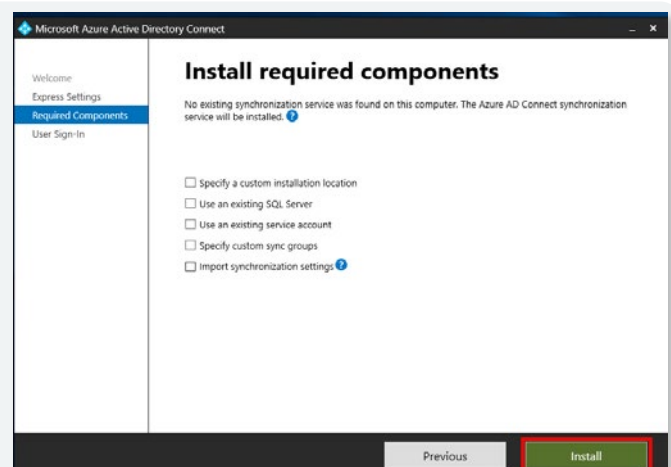 Microsoft Azure Active Directory Connect
Welcome
Express Settings
Required Components
User Sign-In
Install required components
No existing synchronization service was found on this computer. The Azure AD Connect synchronization
service will be installed. ?
Specify a custom installation location
Use an existing SQL Server
Use an existing service account
Specify custom sync groups
Import synchronization settings ?
Previous
Install